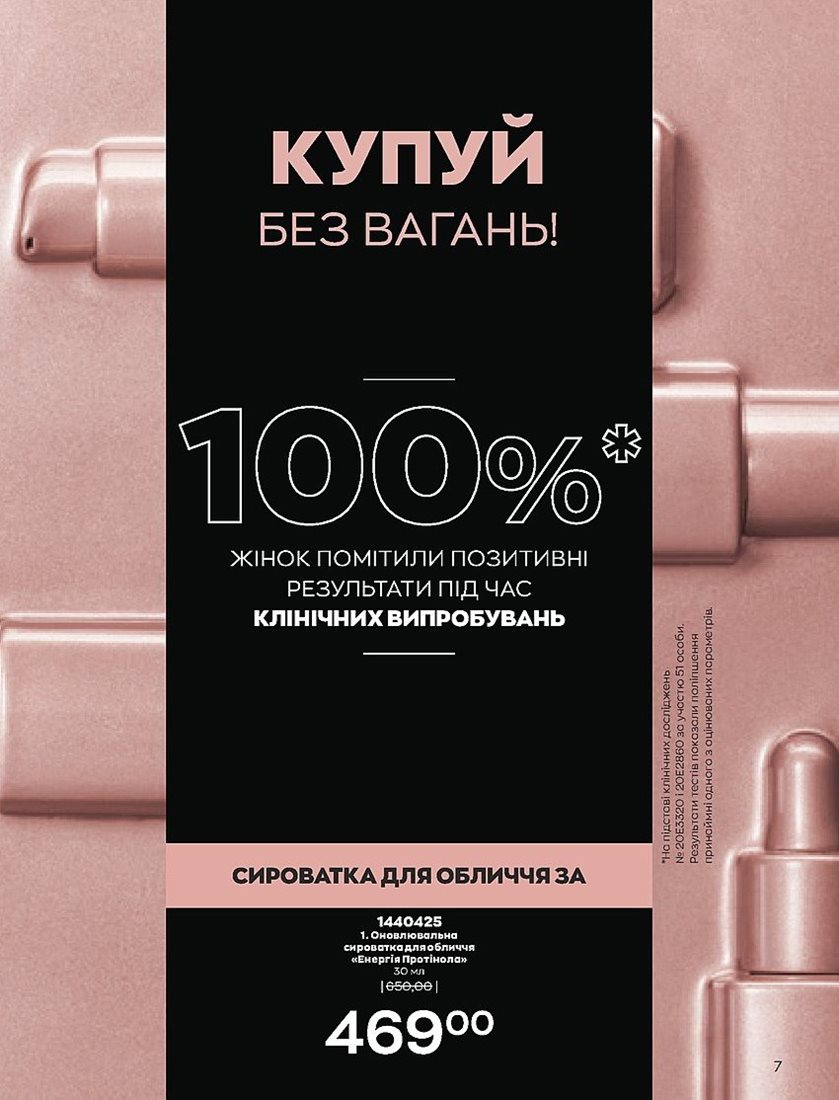 КУПУЙ
БЕЗ ВАГАНЬ!
100%*
ЖІНОК ПОМІТИЛИ ПОЗИТИВНІ
РЕЗУЛЬТАТИ ПІД ЧАС
КЛІНІЧНИХ ВИПРОБУВАНЬ
*На підставі клінічних досліджень
№ 20E3320 і 20E2860 за участю 51 особи.
Результати тестів показали поліпшення
принаймні одного з оцінюваних параметрів.
СИРОВАТКА ДЛЯ ОБЛИЧЧЯ ЗА
1440425
1. Оновлювальна
сироватка для обличчя
«Енергія Протінола»
30 мл
|650,00|
469⁰⁰
7